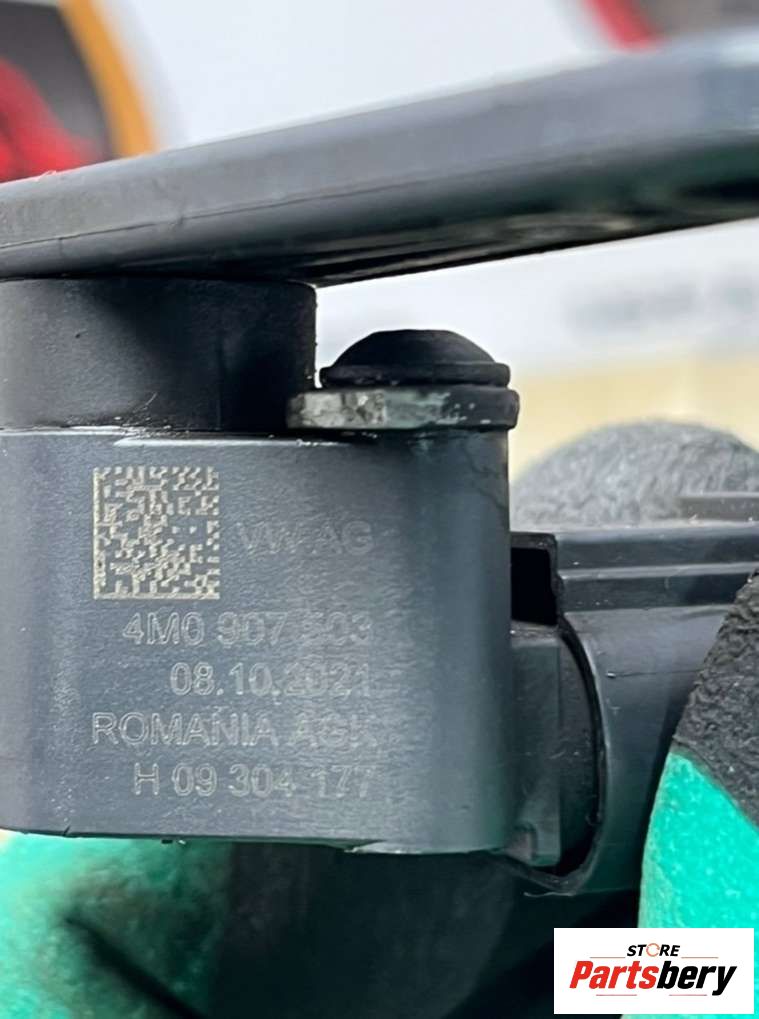 VW AG
4M0 907 503
08.10.2021
ROMANIA AGK
H 09 304 177
STORE
Partsbery